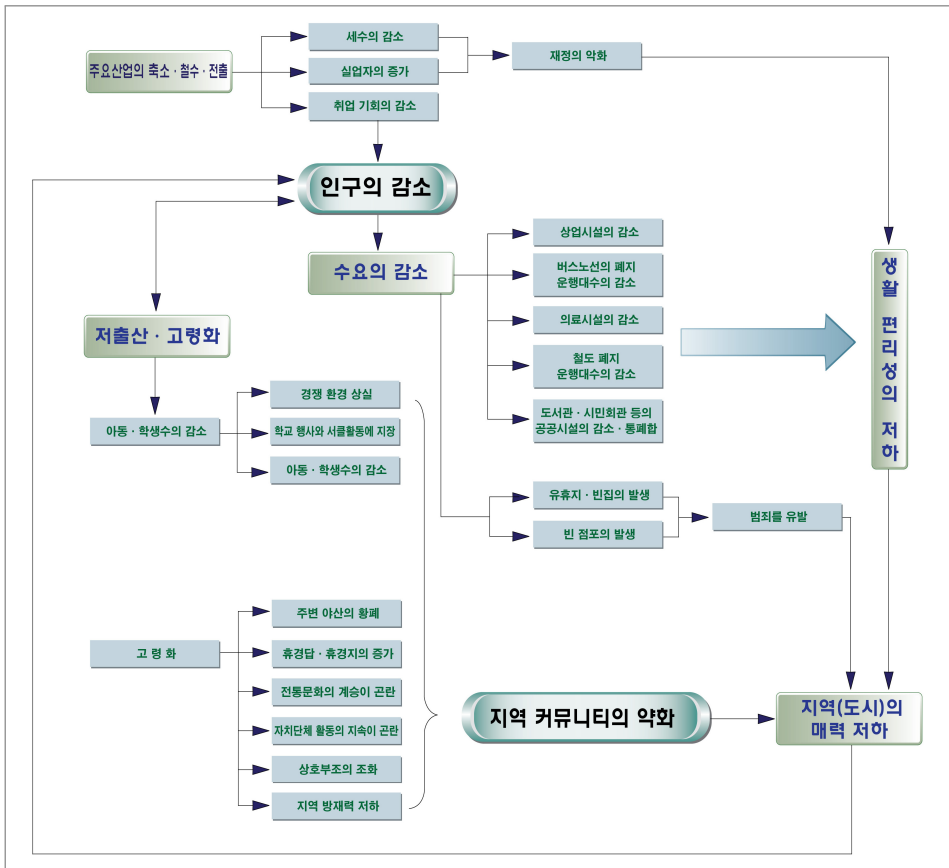 세수의 감소
주요산업의 축소·철수·전출
실업자의 증가
재정의 악화
취업 기회의 감소
인구의 감소
수요의 감소
상업시설의 감소
버스노선의 폐지
운행대수의 감소
의료시설의 감소
철도 폐지
운행대수의 감소
도서관·시민회관 등의
공공시설의 감소·통폐합
생활 편리성의 저하
저출산·고령화
아동·학생수의 감소
경쟁 환경 상실
학교 행사와 서클활동에 지장
아동·학생수의 감소
유휴지·빈집의 발생
빈 점포의 발생
범죄를 유발
고 령 화
주변 야산의 황폐
휴경답·휴경지의 증가
전통문화의 계승이 곤란
자치단체 활동의 지속이 곤란
상호부조의 조화
지역 방재력 저하
지역 커뮤니티의 약화
지역(도시)의
매력 저하